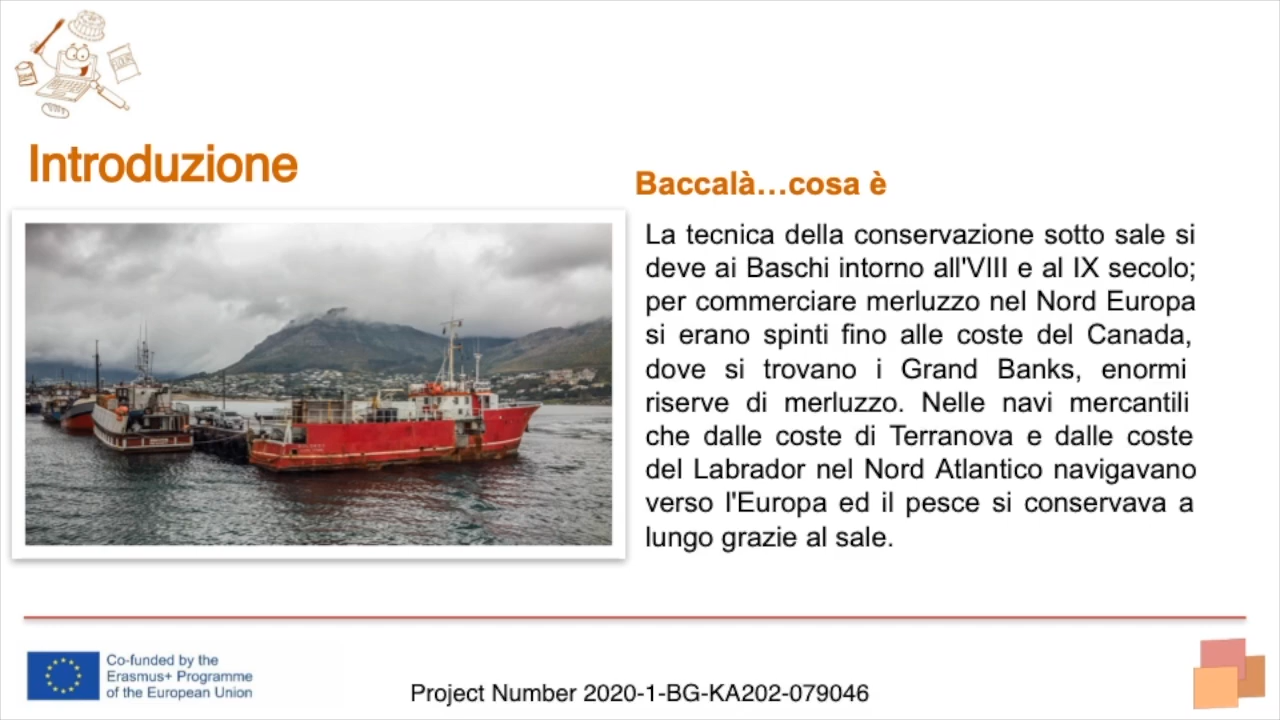 Introduzione
Baccalà...cosa è
La tecnica della conservazione sotto sale si
deve ai Baschi intorno all'VIII e al IX secolo;
per commerciare merluzzo nel Nord Europa
si erano spinti fino alle coste del Canada,
dove si trovano i Grand Banks, enormi
riserve di merluzzo. Nelle navi mercantili
che dalle coste di Terranova e dalle coste
del Labrador nel Nord Atlantico navigavano
verso l'Europa ed il pesce si conservava a
lungo grazie al sale.
Co-funded by the
Erasmus+ Programme
of the European Union
Project Number 2020-1-BG-KA202-079046